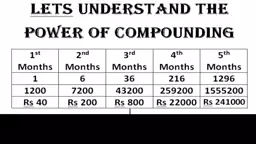 LETS UNDERSTAND THE
POWER OF COMPOUNDING
1st Months 2nd Months 3rd Months 4th Months 5th Months
1 6 36 216 1296
1200 7200 43200 259200 1555200
Rs 40 Rs 200 Rs 800 Rs 22000 Rs 241000